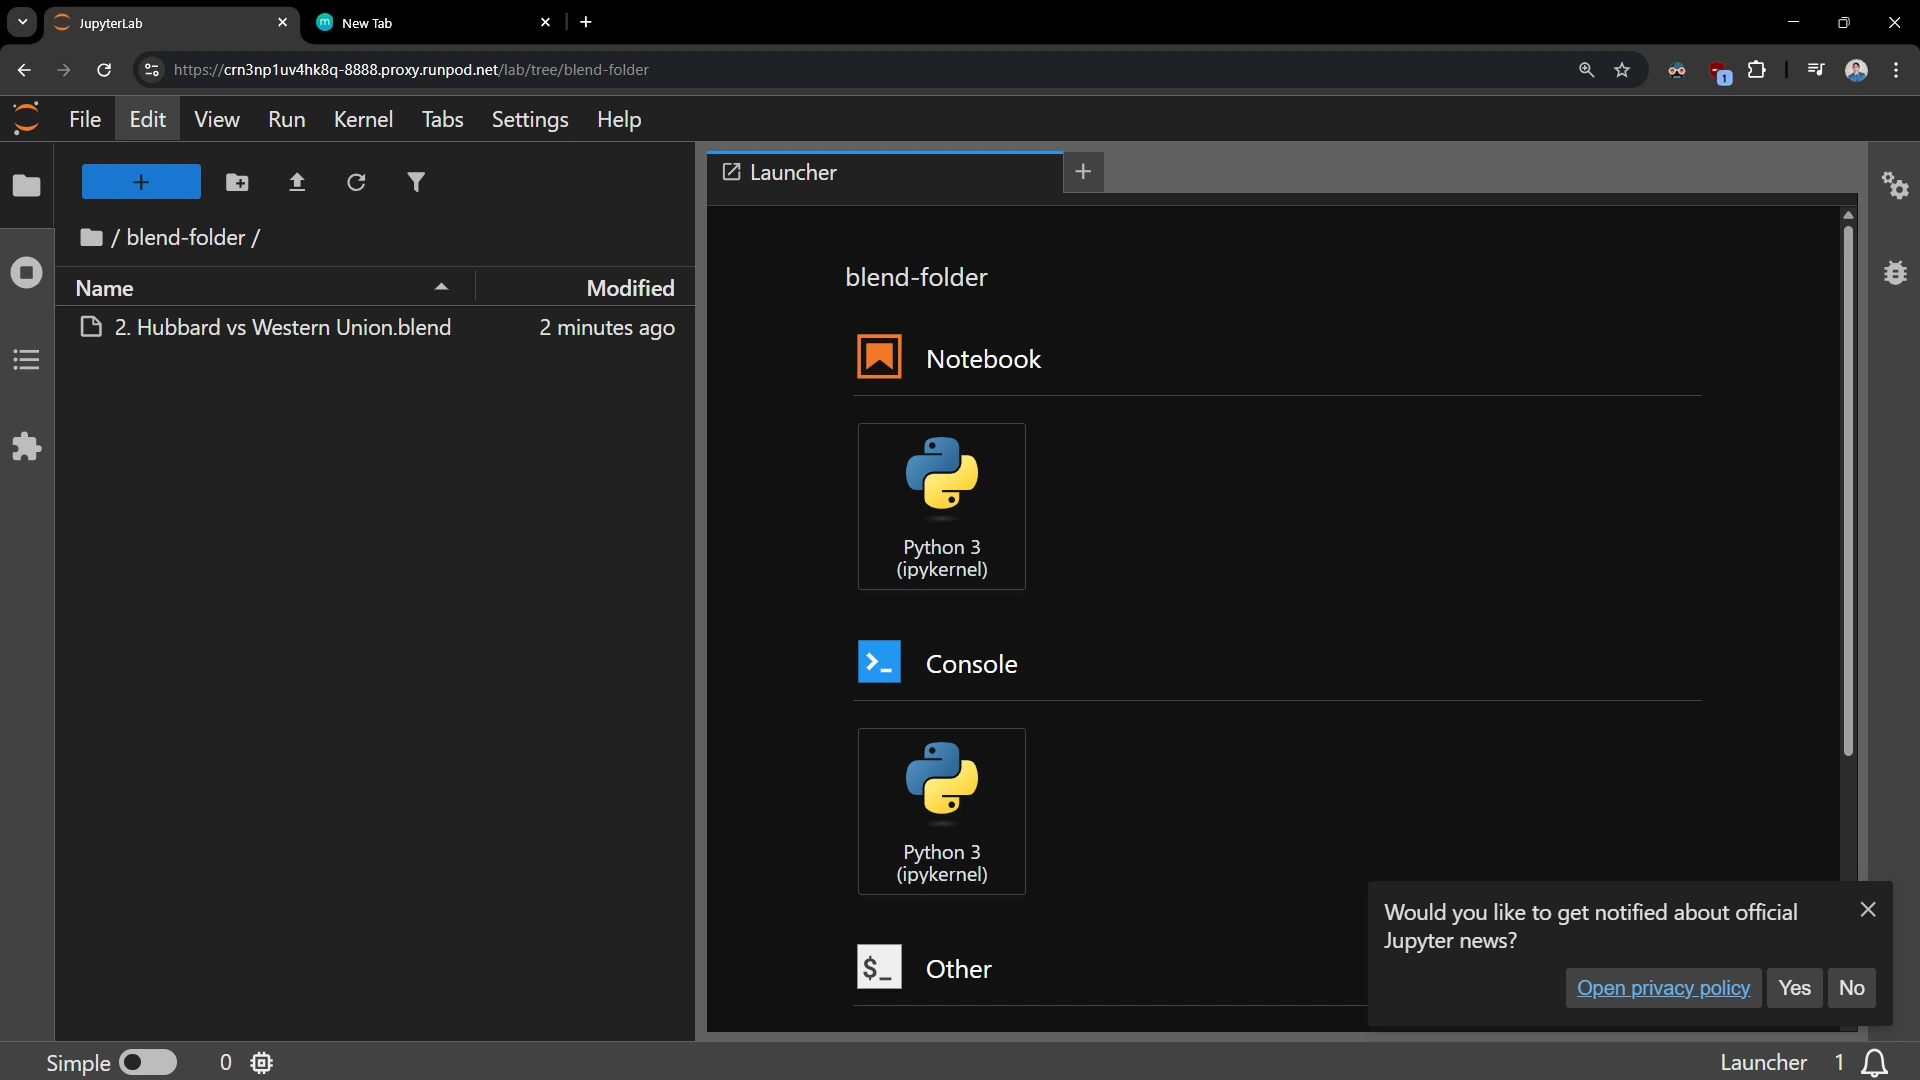 JupyterLab
New Tab
https://crn3np1uv4hk8q-8888.proxy.runpod.net/lab/tree/blend-folder
1
File Edit View Run Kernel Tabs Settings Help
Launcher
/ blend-folder /
Name Modified
2. Hubbard vs Western Union.blend 2 minutes ago
blend-folder
Notebook
Python 3
(ipykernel)
Console
Python 3
(ipykernel)
$_ Other
Would you like to get notified about official
Jupyter news?
Open privacy policy Yes No
Simple 0 Launcher 1